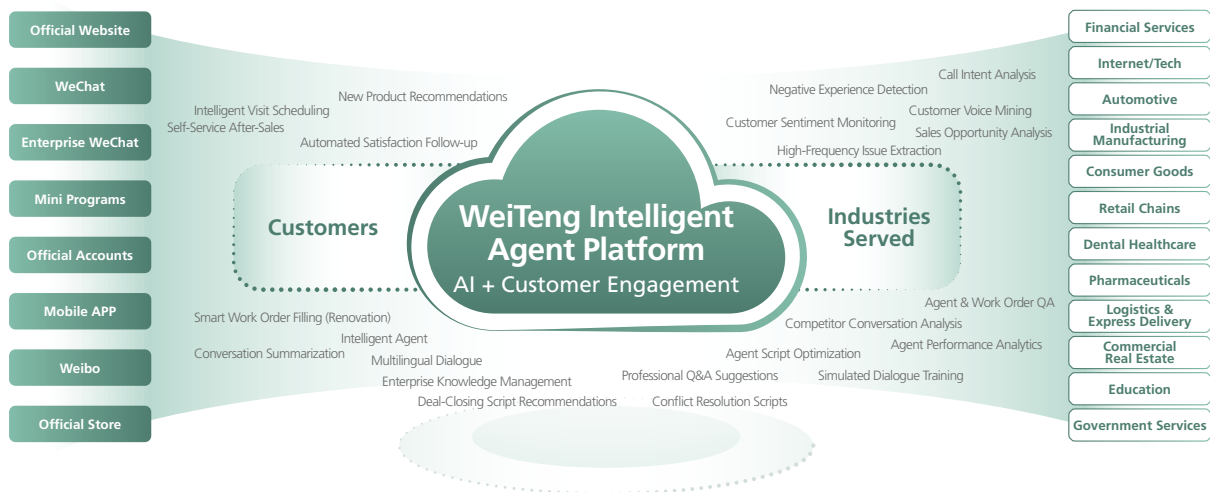 Official Website
WeChat
Enterprise WeChat
Mini Programs
Official Accounts
Mobile APP
Weibo
Official Store
New Product Recommendations
Intelligent Visit Scheduling
Self-Service After-Sales
Automated Satisfaction Follow-up
Customers
Smart Work Order Filling (Renovation)
Intelligent Agent
Conversation Summarization
Multilingual Dialogue
Enterprise Knowledge Management
Deal-Closing Script Recommendations
WeiTeng Intelligent
Agent Platform
AI + Customer Engagement
Call Intent Analysis
Negative Experience Detection
Customer Voice Mining
Customer Sentiment Monitoring
Sales Opportunity Analysis
High-Frequency Issue Extraction
Industries
Served
Agent & Work Order QA
Competitor Conversation Analysis
Agent Performance Analytics
Agent Script Optimization
Professional Q&A Suggestions
Simulated Dialogue Training
Conflict Resolution Scripts
Financial Services
Internet/Tech
Automotive
Industrial
Manufacturing
Consumer Goods
Retail Chains
Dental Healthcare
Pharmaceuticals
Logistics &
Express Delivery
Commercial
Real Estate
Education
Government Services